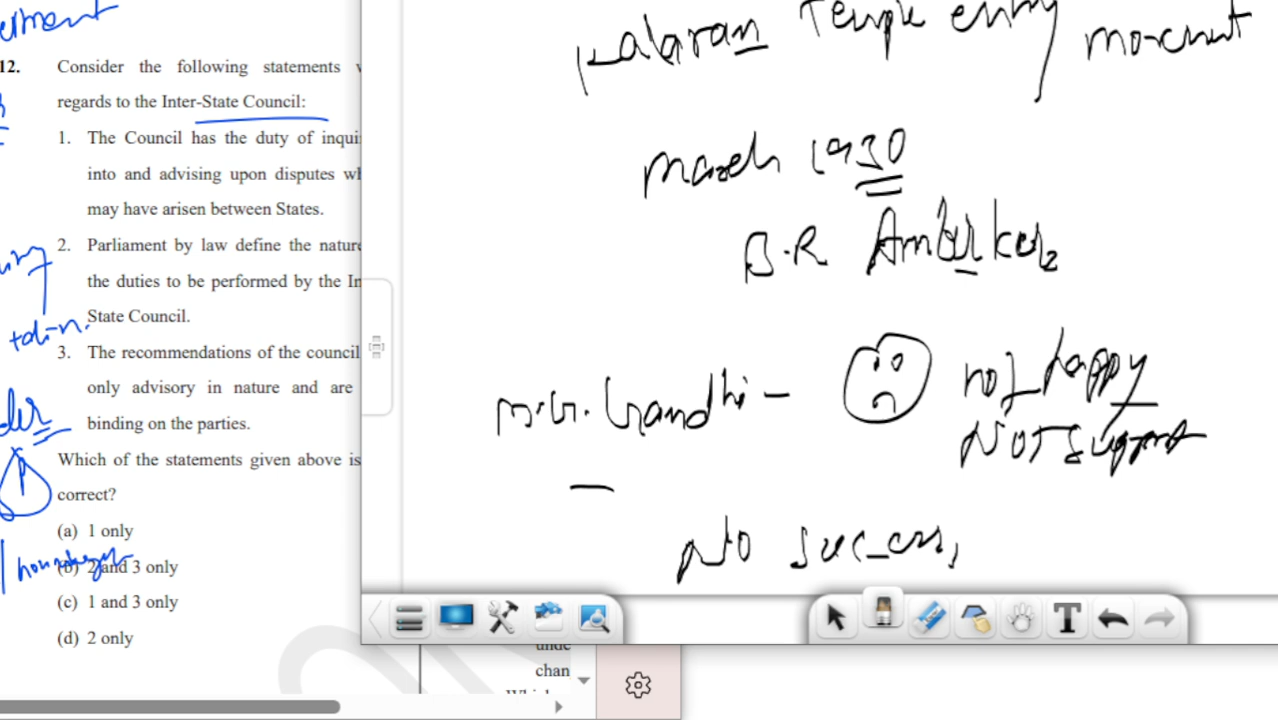 erment
12. Consider the following statements
regards to the Inter-State Council:
1. The Council has the duty of inqui
into and advising upon disputes wh
may have arisen between States.
2. Parliament by law define the nature
the duties to be performed by the In
State Council.
3. The recommendations of the council
only advisory in nature and are
binding on the parties.
Which of the statements given above is
correct?
(a) 1 only
(b) 2 and 3 only
(c) 1 and 3 only
(d) 2 only
kalaram Temple entry movement
March 1930
B.R Ambedker
M.G. Gandhi - not happy
Not support
No success,
T
chan